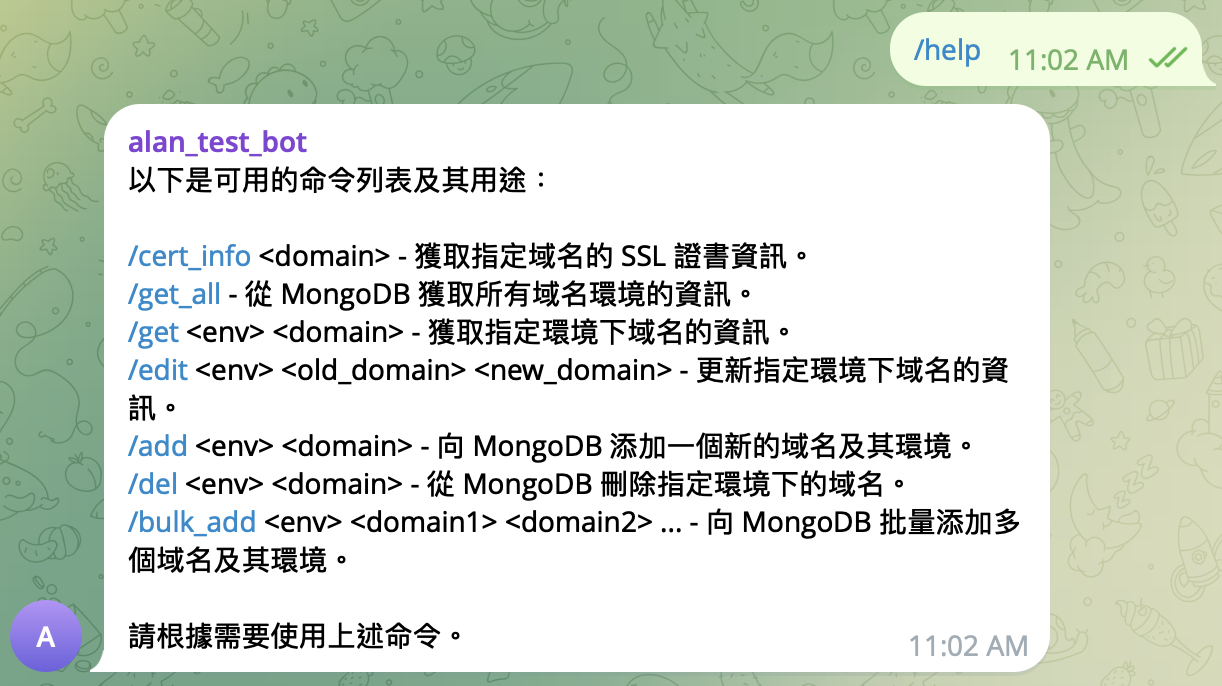 /help 11:02 AM
alan_test_bot
以下是可用的命令列表及其用途：
/cert_info <domain> - 獲取指定域名的 SSL 證書資訊。
/get_all - 從 MongoDB 獲取所有域名環境的資訊。
/get <env> <domain> - 獲取指定環境下域名的資訊。
/edit <env> <old_domain> <new_domain> - 更新指定環境下域名的資
訊。
/add <env> <domain> - 向 MongoDB 添加一個新的域名及其環境。
/del <env> <domain> - 從 MongoDB 刪除指定環境下的域名。
/bulk_add <env> <domain1> <domain2> ... - 向 MongoDB 批量添加多
個域名及其環境。
請根據需要使用上述命令。
A
11:02 AM